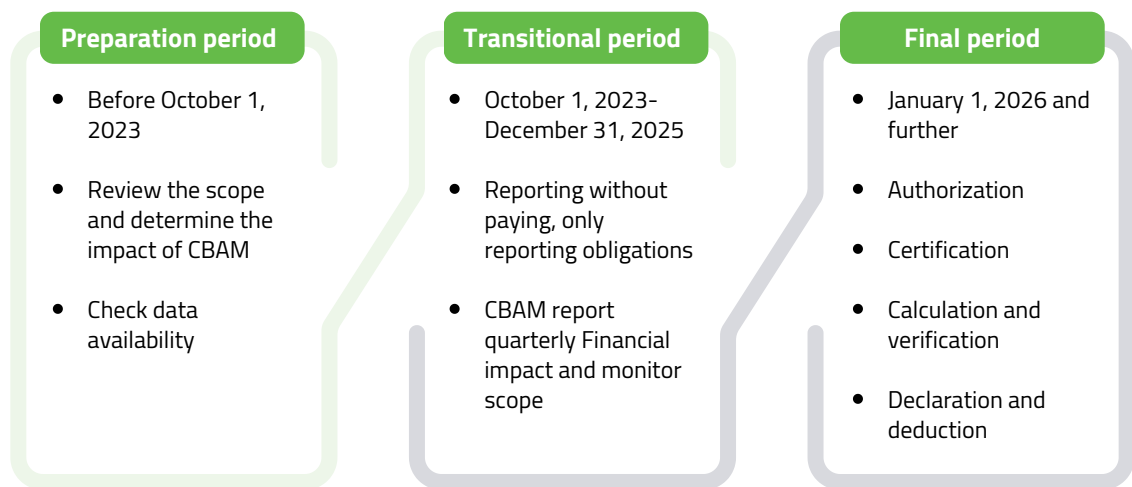 Preparation period
Before October 1,
2023
Review the scope
and determine the
impact of CBAM
Check data
availability
Transitional period
October 1, 2023-
December 31, 2025
Reporting without
paying, only
reporting obligations
CBAM report
quarterly Financial
impact and monitor
scope
Final period
January 1, 2026 and
further
Authorization
Certification
Calculation and
verification
Declaration and
deduction